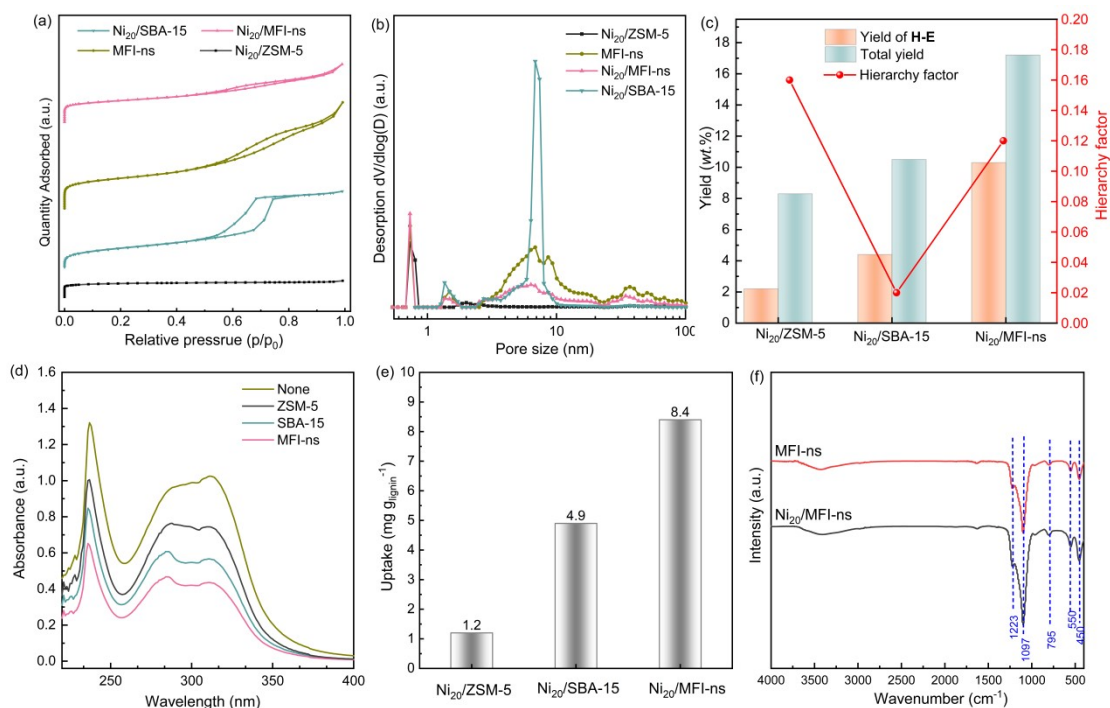 (a)
Ni20/SBA-15
Ni20/MFI-ns
MFI-ns
Ni20/ZSM-5
Quantity Adsorbed (a.u.)
0.0 0.2 0.4 0.6 0.8 1.0
Relative pressrue (p/p0)
(b)
Ni20/ZSM-5
MFI-ns
Ni20/MFI-ns
Ni20/SBA-15
Desorption dV/dlog(D) (a.u.)
1 10 100
Pore size (nm)
(c)
Yield of H-E
Total yield
Hierarchy factor
Yield (wt.%)
18
16
14
12
10
8
6
4
2
0
0.20
0.18
0.16
0.14
0.12
0.10
0.08
0.06
0.04
0.02
0.00
Hierarchy factor
Ni20/ZSM-5 Ni20/SBA-15 Ni20/MFI-ns
(d)
None
ZSM-5
SBA-15
MFI-ns
Absorbance (a.u.)
1.6
1.4
1.2
1.0
0.8
0.6
0.4
0.2
0.0
250 300 350 400
Wavelength (nm)
(e)
Uptake (mg glignin-1)
10
9
8
7
6
5
4
3
2
1
0
1.2
4.9
8.4
Ni20/ZSM-5 Ni20/SBA-15 Ni20/MFI-ns
(f)
MFI-ns
Ni20/MFI-ns
Intensity (a.u.)
1223
1097
795
550
450
4000 3500 3000 2500 2000 1500 1000 500
Wavenumber (cm-1)